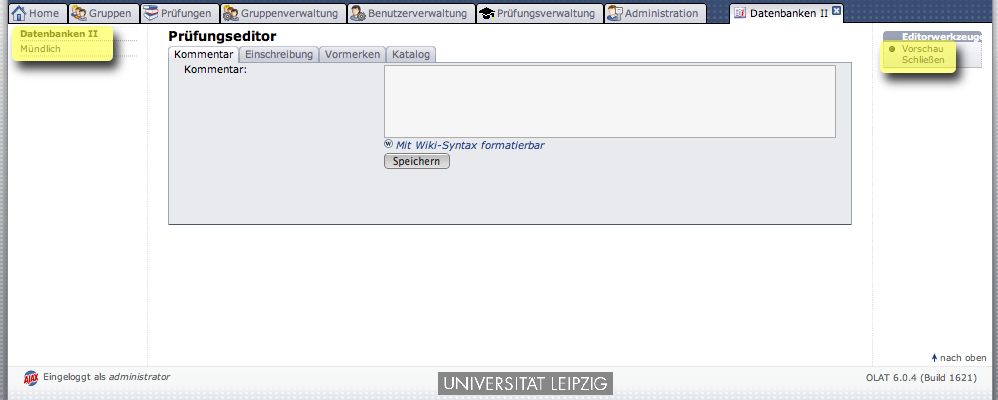 Home Gruppen Prüfungen Gruppenverwaltung Benutzerverwaltung Prüfungsverwaltung Administration Datenbanken II
Datenbanken II
Mündlich
Prüfungseditor
Kommentar Einschreibung Vormerken Katalog
Kommentar:
Mit Wiki-Syntax formatierbar
Speichern
Editorwerkzeug
Vorschau
Schließen
nach oben
AJAX Eingeloggt als administrator
UNIVERSITÄT LEIPZIG
OLAT 6.0.4 (Build 1621)